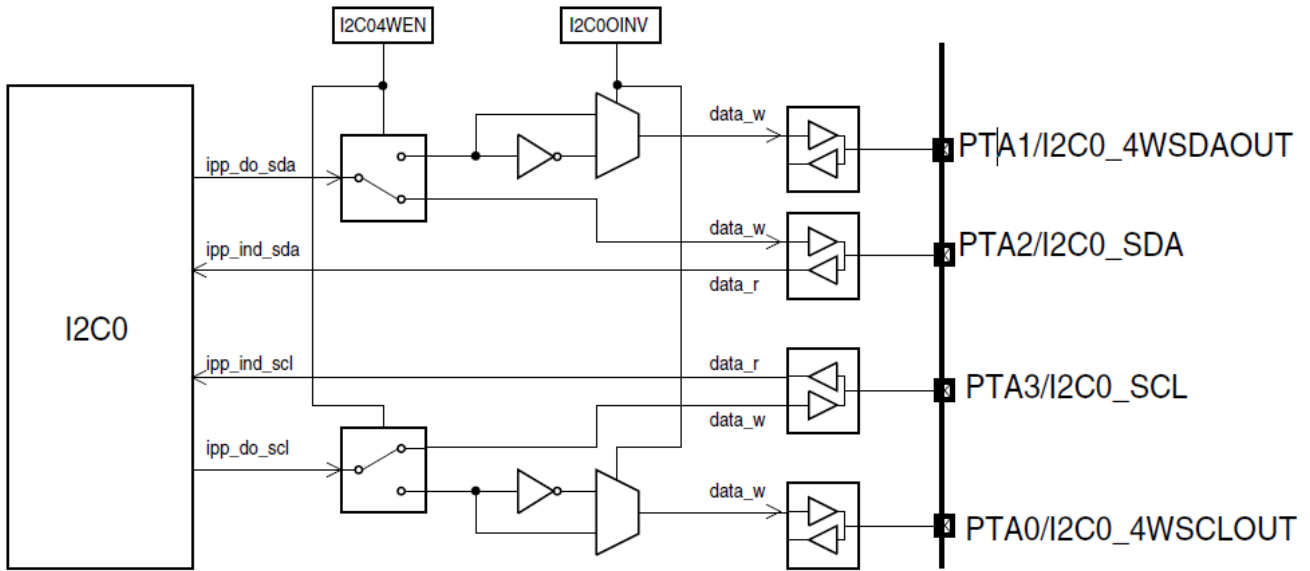 I2C04WEN
I2C0OINV
data_w
PTA1/I2C0_4WSDAOUT
ipp_do_sda
data_w
PTA2/I2C0_SDA
ipp_ind_sda
data_r
I2C0
ipp_ind_scl
data_r
PTA3/I2C0_SCL
data_w
ipp_do_scl
data_w
PTA0/I2C0_4WSCLOUT